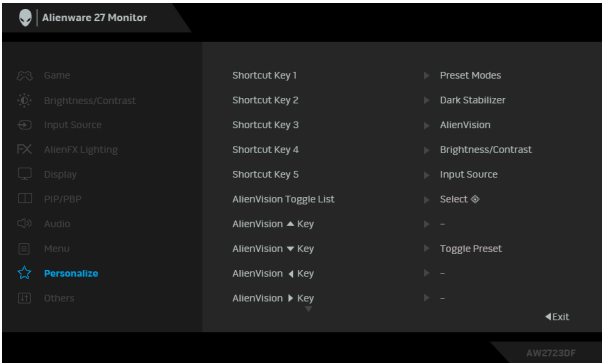 Alienware 27 Monitor
Game
Brightness/Contrast
Input Source
AlienFX Lighting
Display
PIP/PBP
Audio
Menu
Personalize
Others
Shortcut Key 1 Preset Modes
Shortcut Key 2 Dark Stabilizer
Shortcut Key 3 AlienVision
Shortcut Key 4 Brightness/Contrast
Shortcut Key 5 Input Source
AlienVision Toggle List Select
AlienVision ▲ Key –
AlienVision ▼ Key Toggle Preset
AlienVision ◀ Key –
AlienVision ▶ Key –
◀Exit
AW2723DF